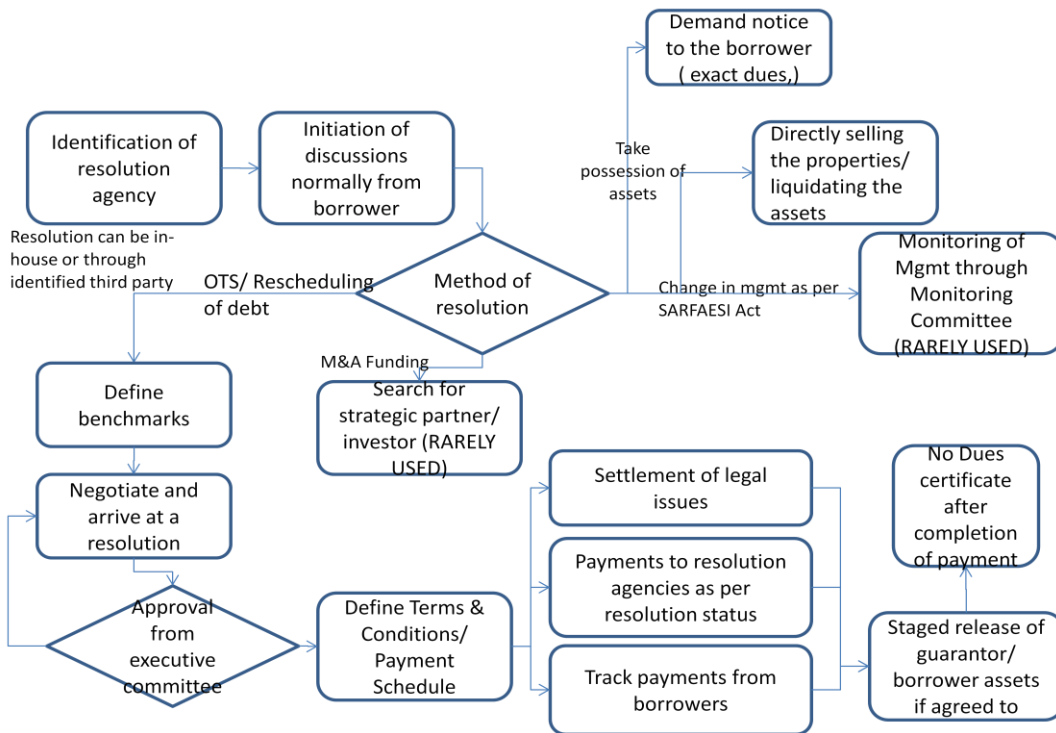 Demand notice
to the borrower
( exact dues,)
Identification of
resolution
agency
Initiation of
discussions
normally from
borrower
Take
possession of
assets
Directly selling
the properties/
liquidating the
assets
Resolution can be in-
house or through
identified third party
OTS/ Rescheduling
of debt
Method of
resolution
Change in mgmt as per
SARFAESI Act
Monitoring of
Mgmt through
Monitoring
Committee
(RARELY USED)
M&A Funding
Search for
strategic partner/
investor (RARELY
USED)
Define
benchmarks
Negotiate and
arrive at a
resolution
Approval
from
executive
committee
Define Terms &
Conditions/
Payment
Schedule
Settlement of legal
issues
Payments to resolution
agencies as per
resolution status
Track payments from
borrowers
No Dues
certificate
after
completion
of payment
Staged release of
guarantor/
borrower assets
if agreed to